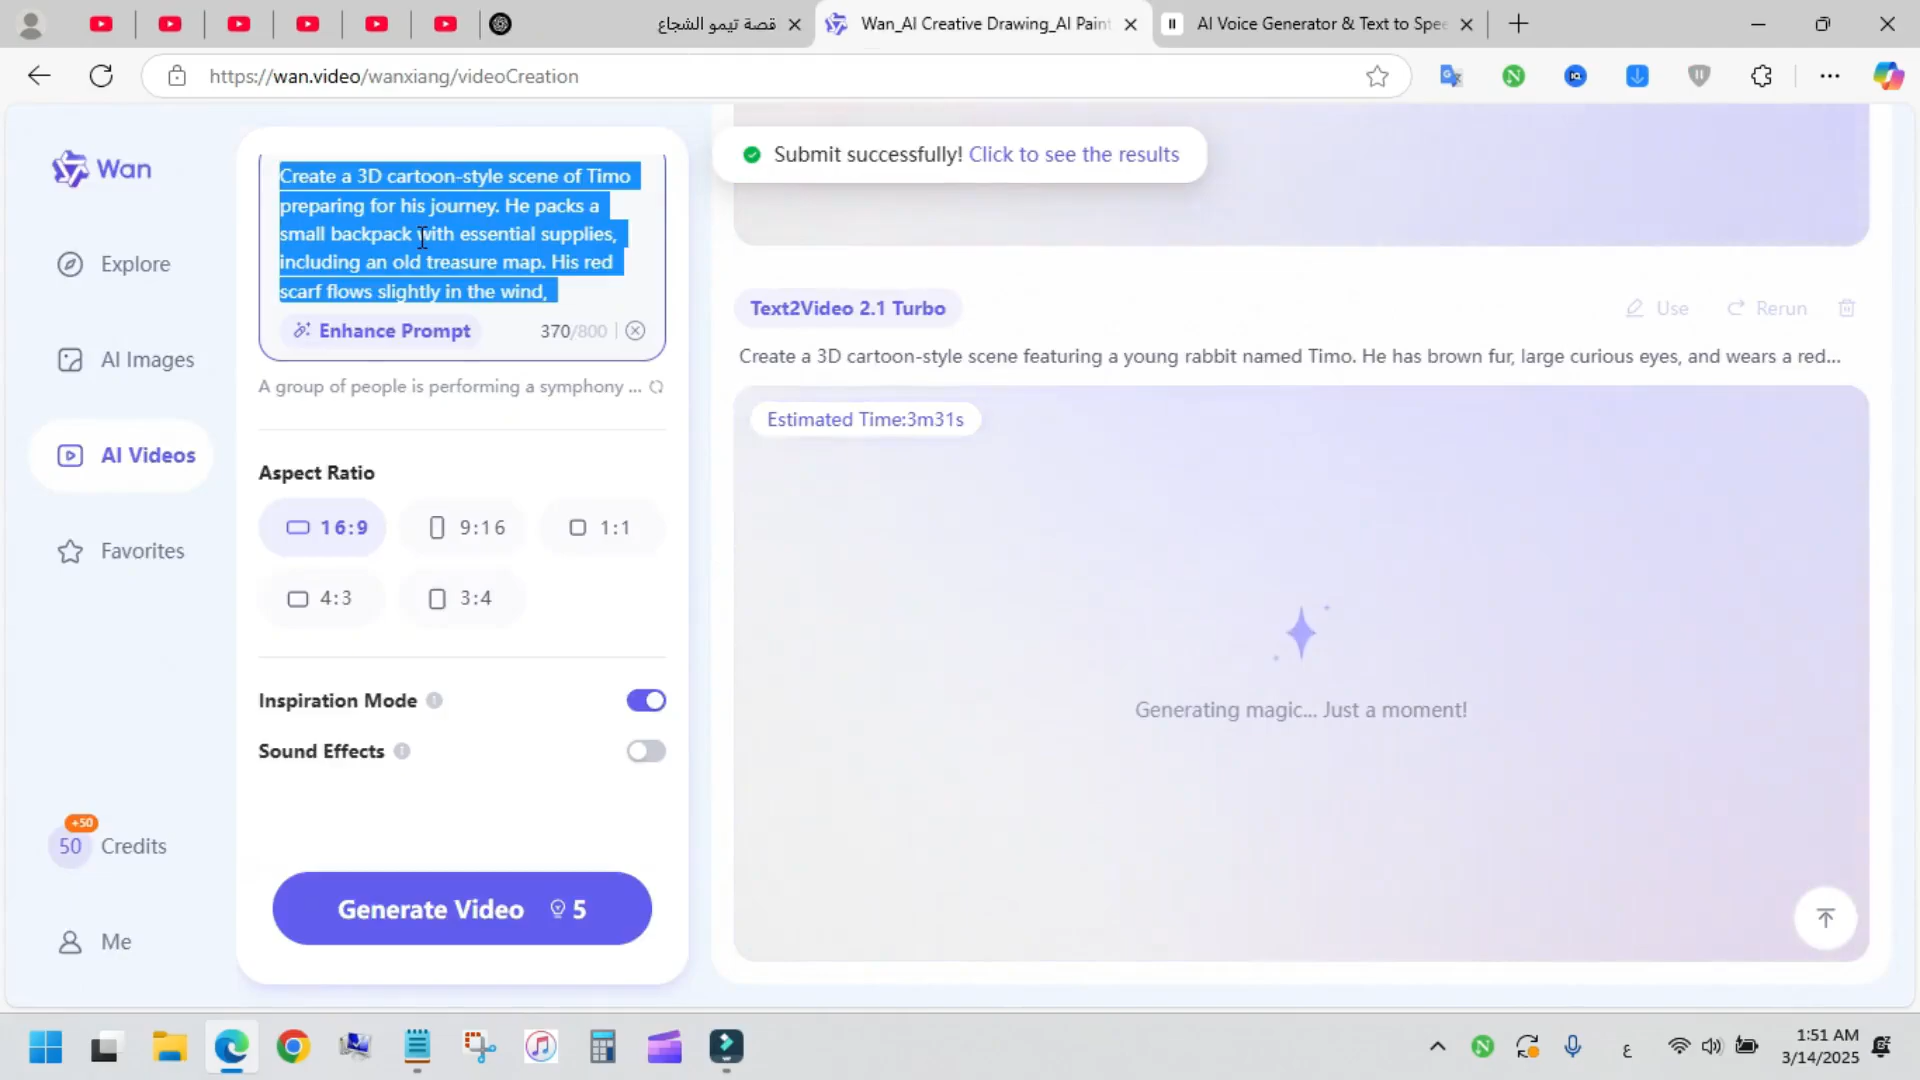 قصة تيمو الشجاع
Wan_AI Creative Drawing_AI Paint
AI Voice Generator & Text to Spee
https://wan.video/wanxiang/videoCreation
Wan
Explore
AI Images
AI Videos
Favorites
+50
50 Credits
Me
Create a 3D cartoon-style scene of Timo
preparing for his journey. He packs a
small backpack with essential supplies,
including an old treasure map. His red
scarf flows slightly in the wind,
Enhance Prompt
370/800
A group of people is performing a symphony ...
Aspect Ratio
16:9
9:16
1:1
4:3
3:4
Inspiration Mode
Sound Effects
Generate Video 5
Submit successfully! Click to see the results
Text2Video 2.1 Turbo
Use
Rerun
Create a 3D cartoon-style scene featuring a young rabbit named Timo. He has brown fur, large curious eyes, and wears a red...
Estimated Time:3m31s
Generating magic... Just a moment!
ع
1:51 AM
3/14/2025